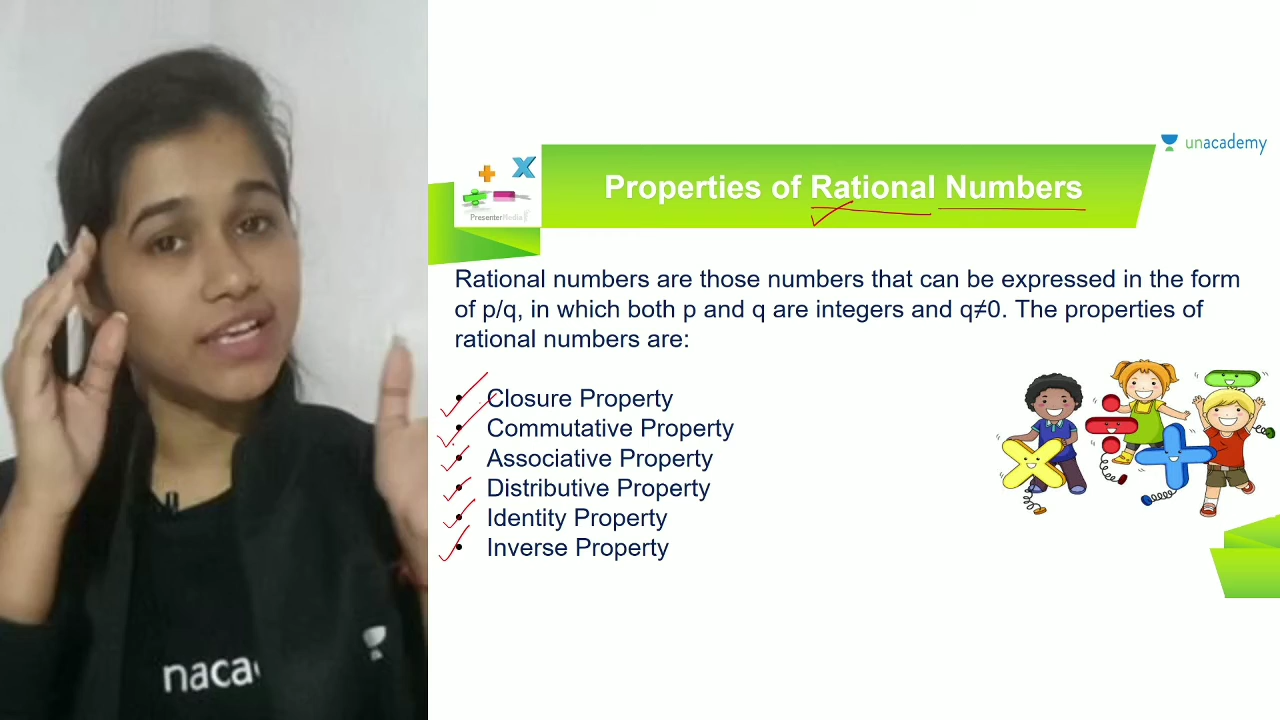 unacademy
Properties of Rational Numbers
PresenterMedia
Rational numbers are those numbers that can be expressed in the form
of p/q, in which both p and q are integers and q≠0. The properties of
rational numbers are:
• Closure Property
• Commutative Property
• Associative Property
• Distributive Property
• Identity Property
• Inverse Property
naca